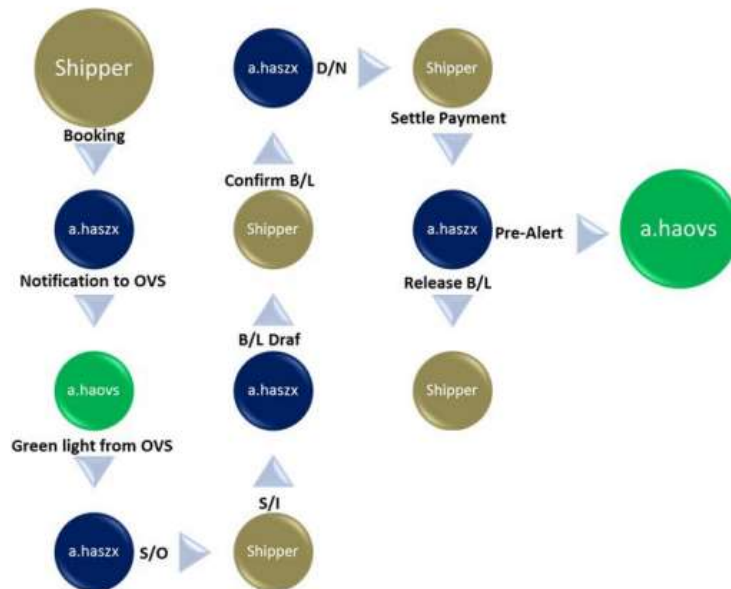 Shipper
Booking
a.haszx
Notification to OVS
a.haovs
Green light from OVS
a.haszx
S/O
Shipper
S/I
a.haszx
B/L Draf
Shipper
Confirm B/L
a.haszx
D/N
Shipper
Settle Payment
a.haszx
Pre-Alert
a.haovs
Release B/L
Shipper